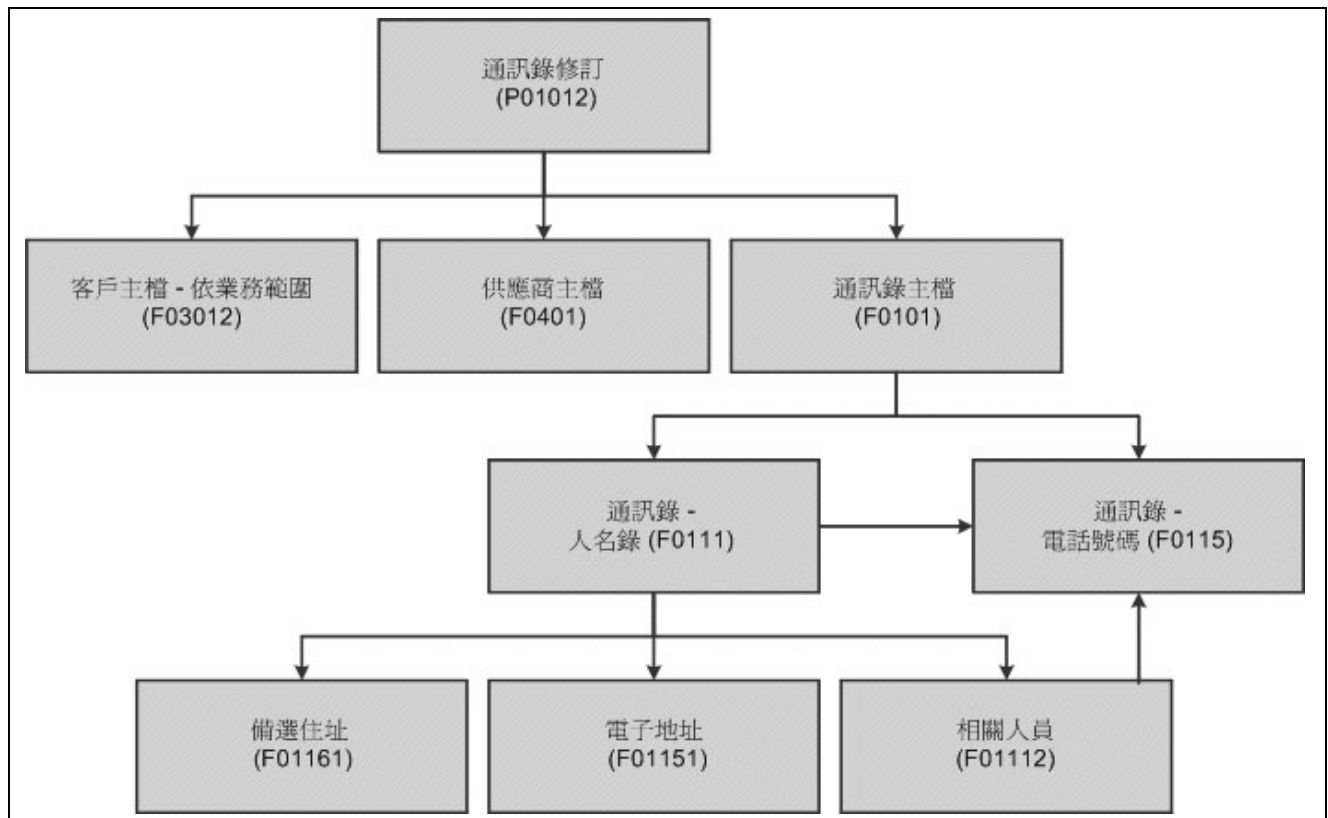 通訊錄修訂
(P01012)
客戶主檔 - 依業務範圍
(F03012)
供應商主檔
(F0401)
通訊錄主檔
(F0101)
通訊錄 -
人名錄 (F0111)
通訊錄 -
電話號碼 (F0115)
備選住址
(F01161)
電子地址
(F01151)
相關人員
(F01112)